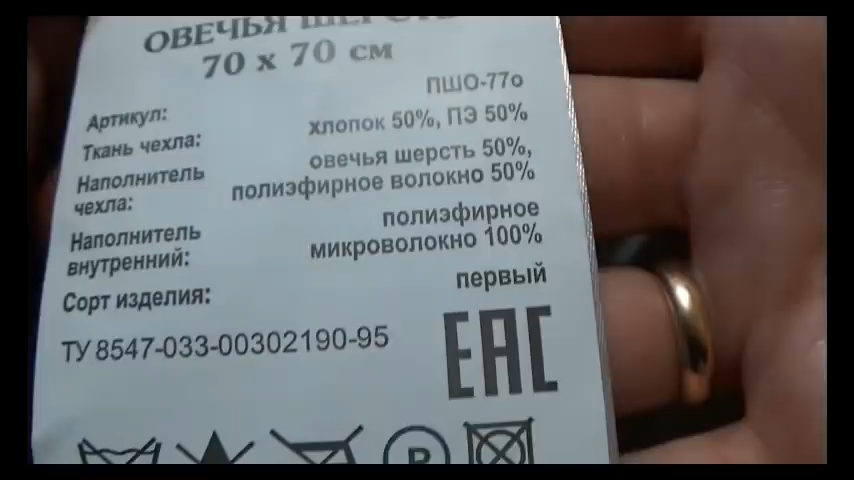 ОВЕЧЬЯ ШЕРСТЬ
70 х 70 см
Артикул: ПШО-77о
Ткань чехла: хлопок 50%, ПЭ 50%
Наполнитель чехла: овечья шерсть 50%,
полиэфирное волокно 50%
Наполнитель внутренний: полиэфирное
микроволокно 100%
Сорт изделия: первый
ТУ 8547-033-00302190-95
ЕАС
P